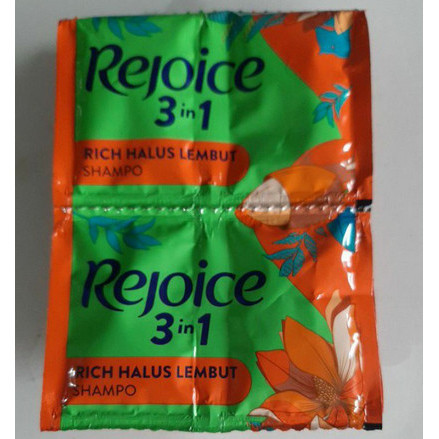 Rejoice
3 in 1
RICH HALUS LEMBUT
SHAMPO
Rejoice
3 in 1
RICH HALUS LEMBUT
SHAMPO